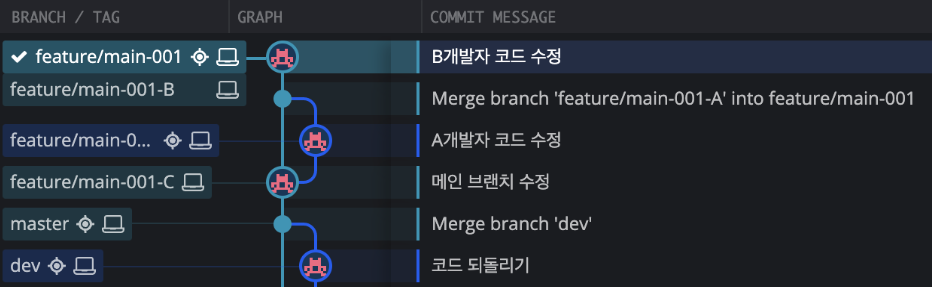 BRANCH / TAG GRAPH COMMIT MESSAGE
feature/main-001 B개발자 코드 수정
feature/main-001-B
Merge branch 'feature/main-001-A' into feature/main-001
feature/main-0... A개발자 코드 수정
feature/main-001-C 메인 브랜치 수정
master Merge branch 'dev'
dev 코드 되돌리기